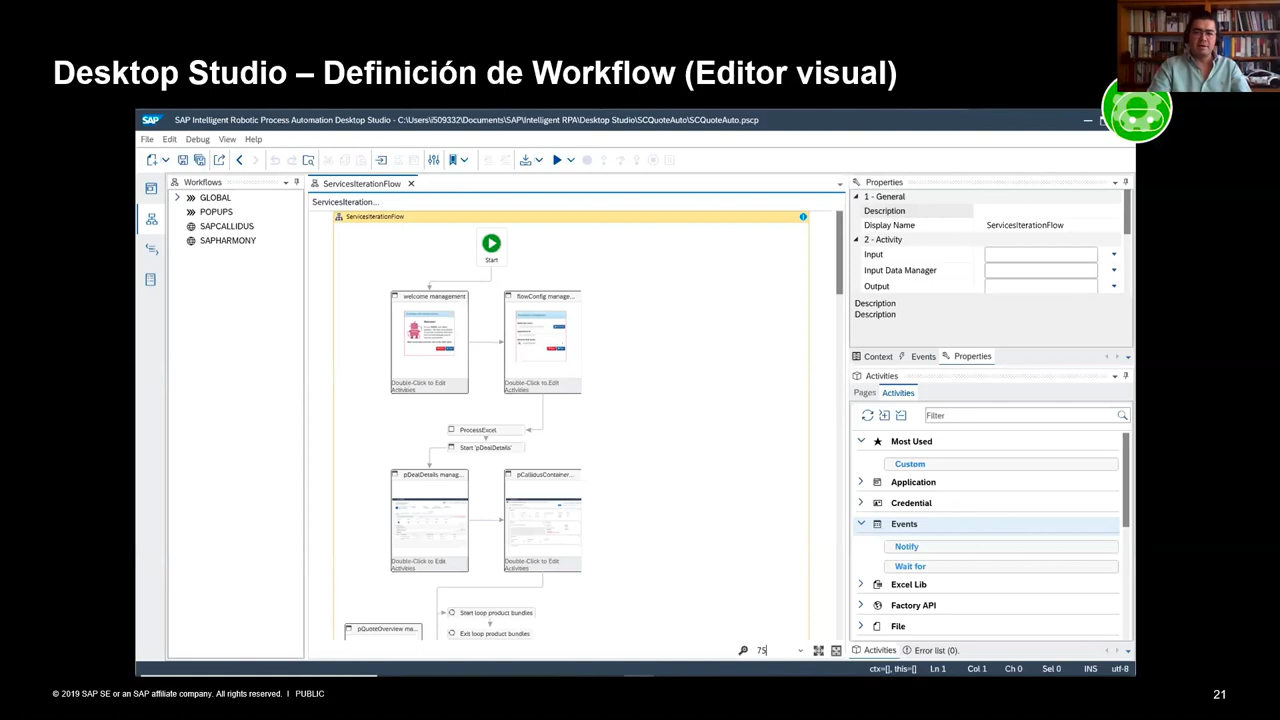 Desktop Studio – Definición de Workflow (Editor visual)
SAP
SAP Intelligent Robotic Process Automation Desktop Studio - C:\Users\I509332\Documents\SAP\Intelligent RPA\Desktop Studio\SCQuoteAuto\SCQuoteAuto.pscp
File Edit Debug View Help
Workflows
GLOBAL
POPUPS
SAPCALLIDUS
SAPHARMONY
ServicesIterationFlow
ServicesIteration...
ServicesIterationFlow
Start
welcome management
Double-Click to Edit
Activities
flowConfig manage...
Double-Click to Edit
Activities
ProcessExcel
Start 'pDealDetails'
pDealDetails manag...
Double-Click to Edit
Activities
pCallidusContainer...
Double-Click to Edit
Activities
Start loop product bundles
Exit loop product bundles
pQuoteOverview ma...
75
Properties
1 - General
Description
Display Name ServicesIterationFlow
2 - Activity
Input
Input Data Manager
Output
Description
Description
Context Events Properties
Activities
Pages Activities
Filter
Most Used
Custom
Application
Credential
Events
Notify
Wait for
Excel Lib
Factory API
File
Activities Error list (0).
ctx=[], this=[] Ln 1 Col 1 Ch 0 Sel 0 INS utf-8
© 2019 SAP SE or an SAP affiliate company. All rights reserved. I PUBLIC
21